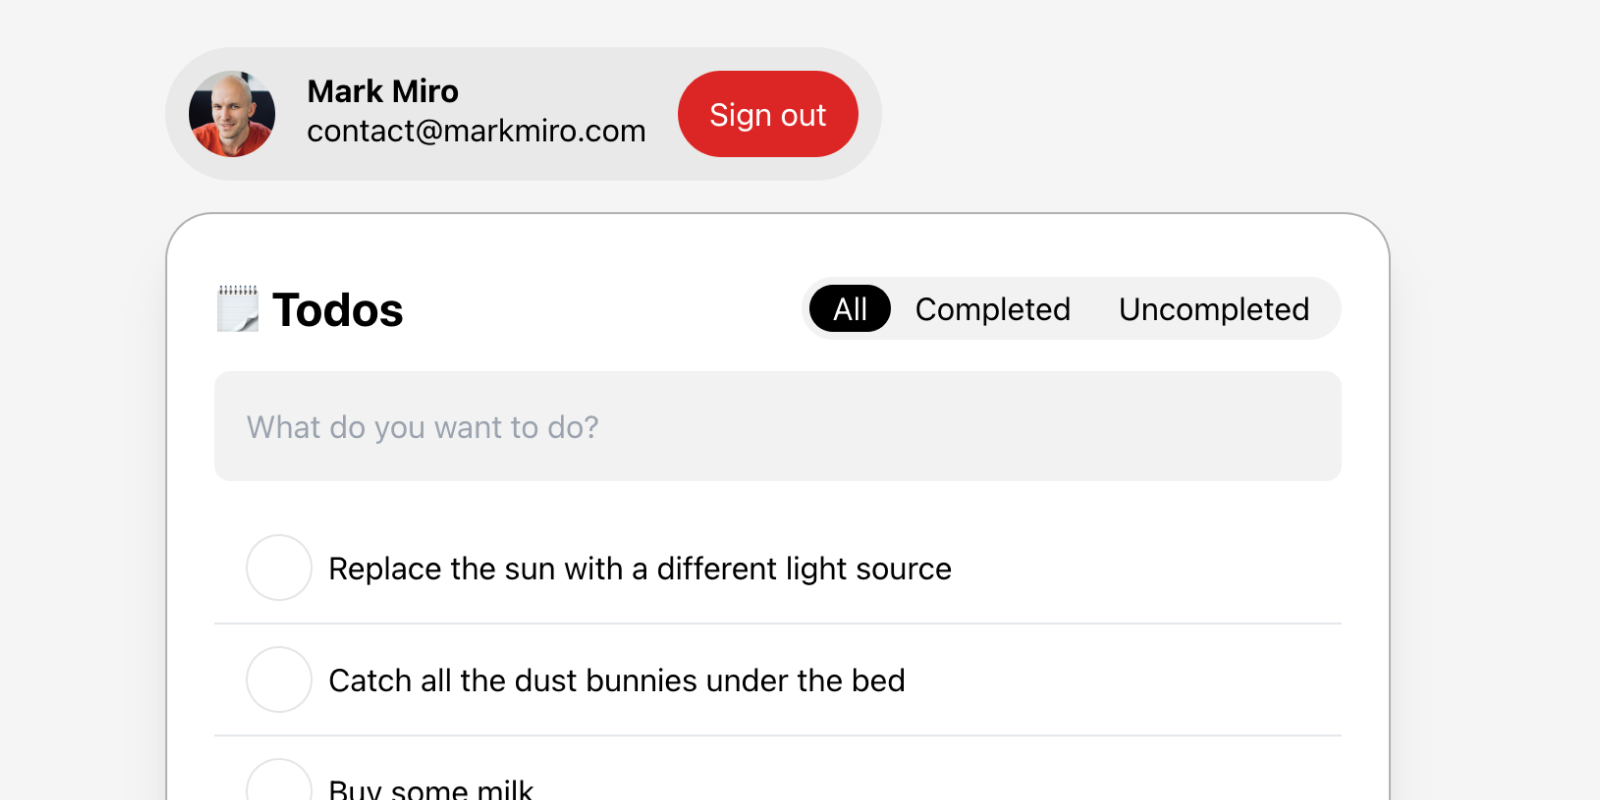 Mark Miro
contact@markmiro.com
Sign out
Todos
All Completed Uncompleted
What do you want to do?
Replace the sun with a different light source
Catch all the dust bunnies under the bed
Buy some milk